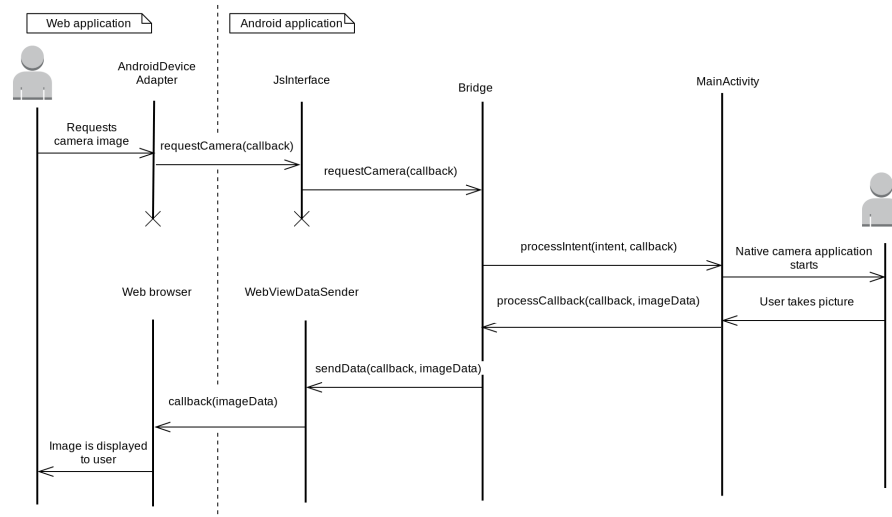 Web application
Android application
AndroidDevice
Adapter
JsInterface
Bridge
MainActivity
Requests
camera image
requestCamera(callback)
requestCamera(callback)
processIntent(intent, callback)
Native camera application
starts
Web browser
WebViewDataSender
processCallback(callback, imageData)
User takes picture
sendData(callback, imageData)
callback(imageData)
Image is displayed
to user